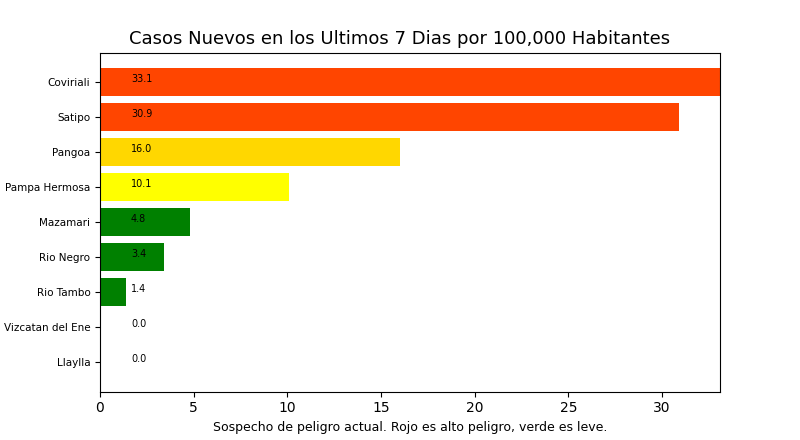 Casos Nuevos en los Ultimos 7 Dias por 100,000 Habitantes
Coviriali 33.1
Satipo 30.9
Pangoa 16.0
Pampa Hermosa 10.1
Mazamari 4.8
Rio Negro 3.4
Rio Tambo 1.4
Vizcatan del Ene 0.0
Llaylla 0.0
0 5 10 15 20 25 30
Sospecho de peligro actual. Rojo es alto peligro, verde es leve.